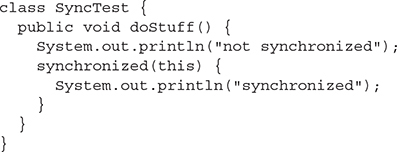 class SyncTest {
  public void doStuff() {
    System.out.println("not synchronized");
    synchronized(this) {
      System.out.println("synchronized");
    }
  }
}